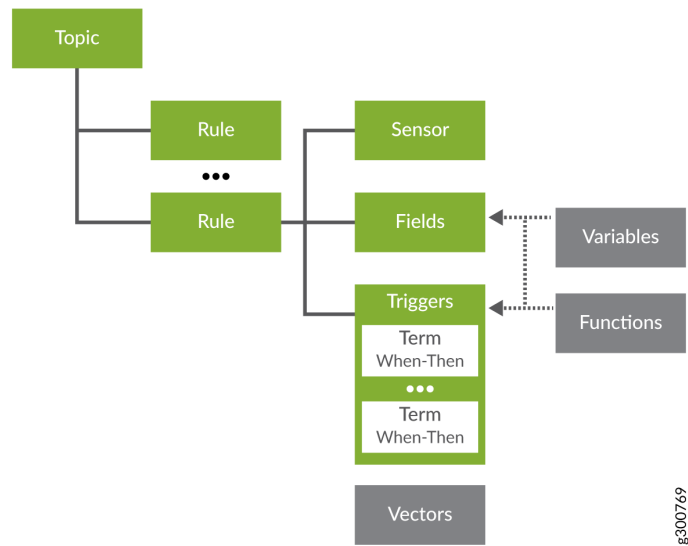 Topic
Rule
Sensor
•••
Rule
Fields
Variables
Triggers
Functions
Term
When-Then
•••
Term
When-Then
Vectors
g300769